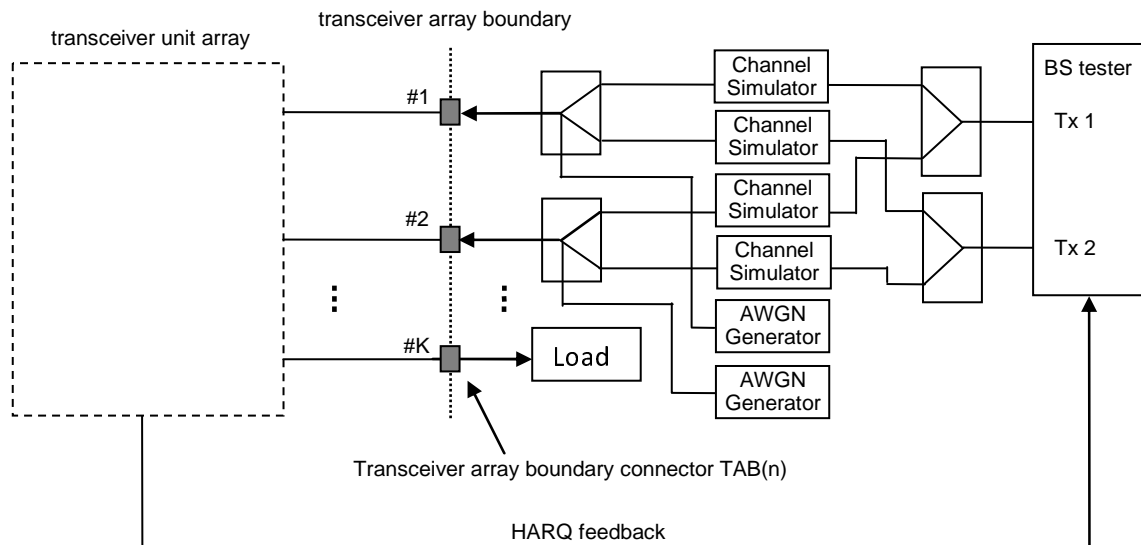 transceiver array boundary
transceiver unit array
Channel
Simulator
BS tester
#1
Channel
Simulator
Tx 1
Channel
Simulator
#2
Channel
Simulator
Tx 2
AWGN
Generator
#K
Load
AWGN
Generator
Transceiver array boundary connector TAB(n)
HARQ feedback